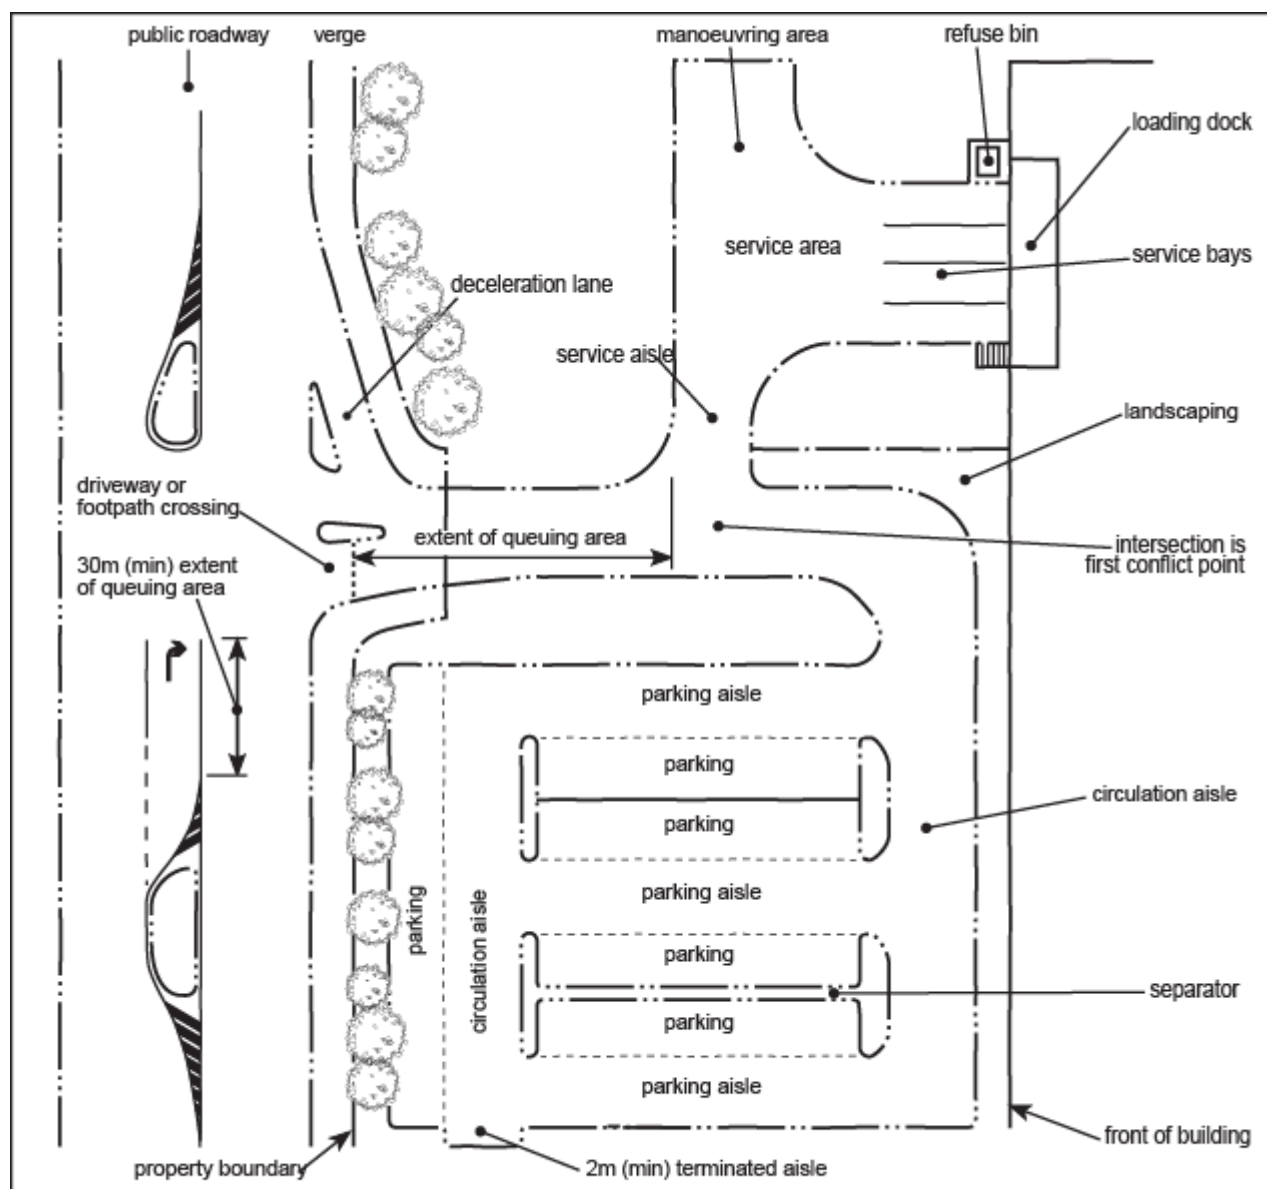 public roadway
verge
manoeuvring area
refuse bin
loading dock
service area
service bays
deceleration lane
service aisle
landscaping
driveway or
footpath crossing
extent of queuing area
intersection is
first conflict point
30m (min) extent
of queuing area
parking aisle
parking
circulation aisle
parking
parking aisle
parking
circulation aisle
parking
separator
parking
parking aisle
front of building
property boundary
2m (min) terminated aisle